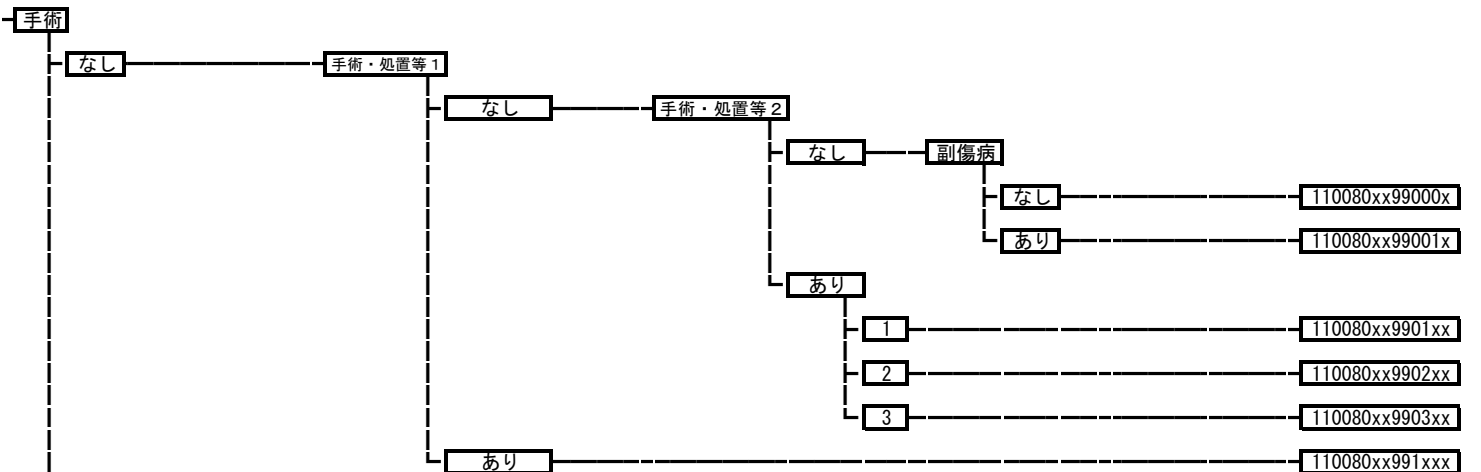 手術
なし 手術・処置等１
なし 手術・処置等２
なし 副傷病
なし 110080xx99000x
あり 110080xx99001x
あり
1 110080xx9901xx
2 110080xx9902xx
3 110080xx9903xx
あり 110080xx991xxx